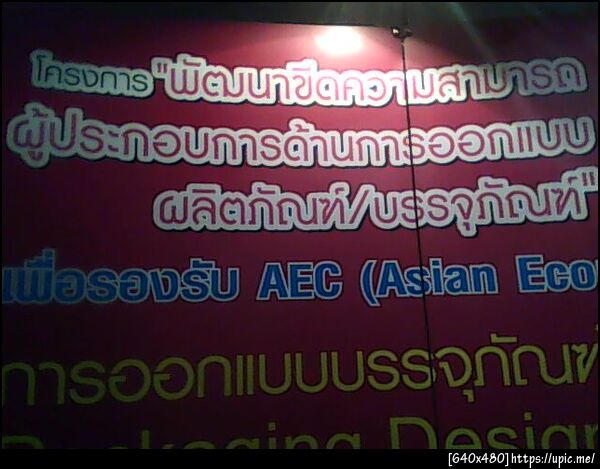 โครงการ "พัฒนาขีดความสามารถ
ผู้ประกอบการด้านการออกแบบ
ผลิตภัณฑ์/บรรจุภัณฑ์"
เพื่อรองรับ AEC (Asian Eco
การออกแบบบรรจุภัณฑ์
Packaging Design
[640x480]https://upic.me/